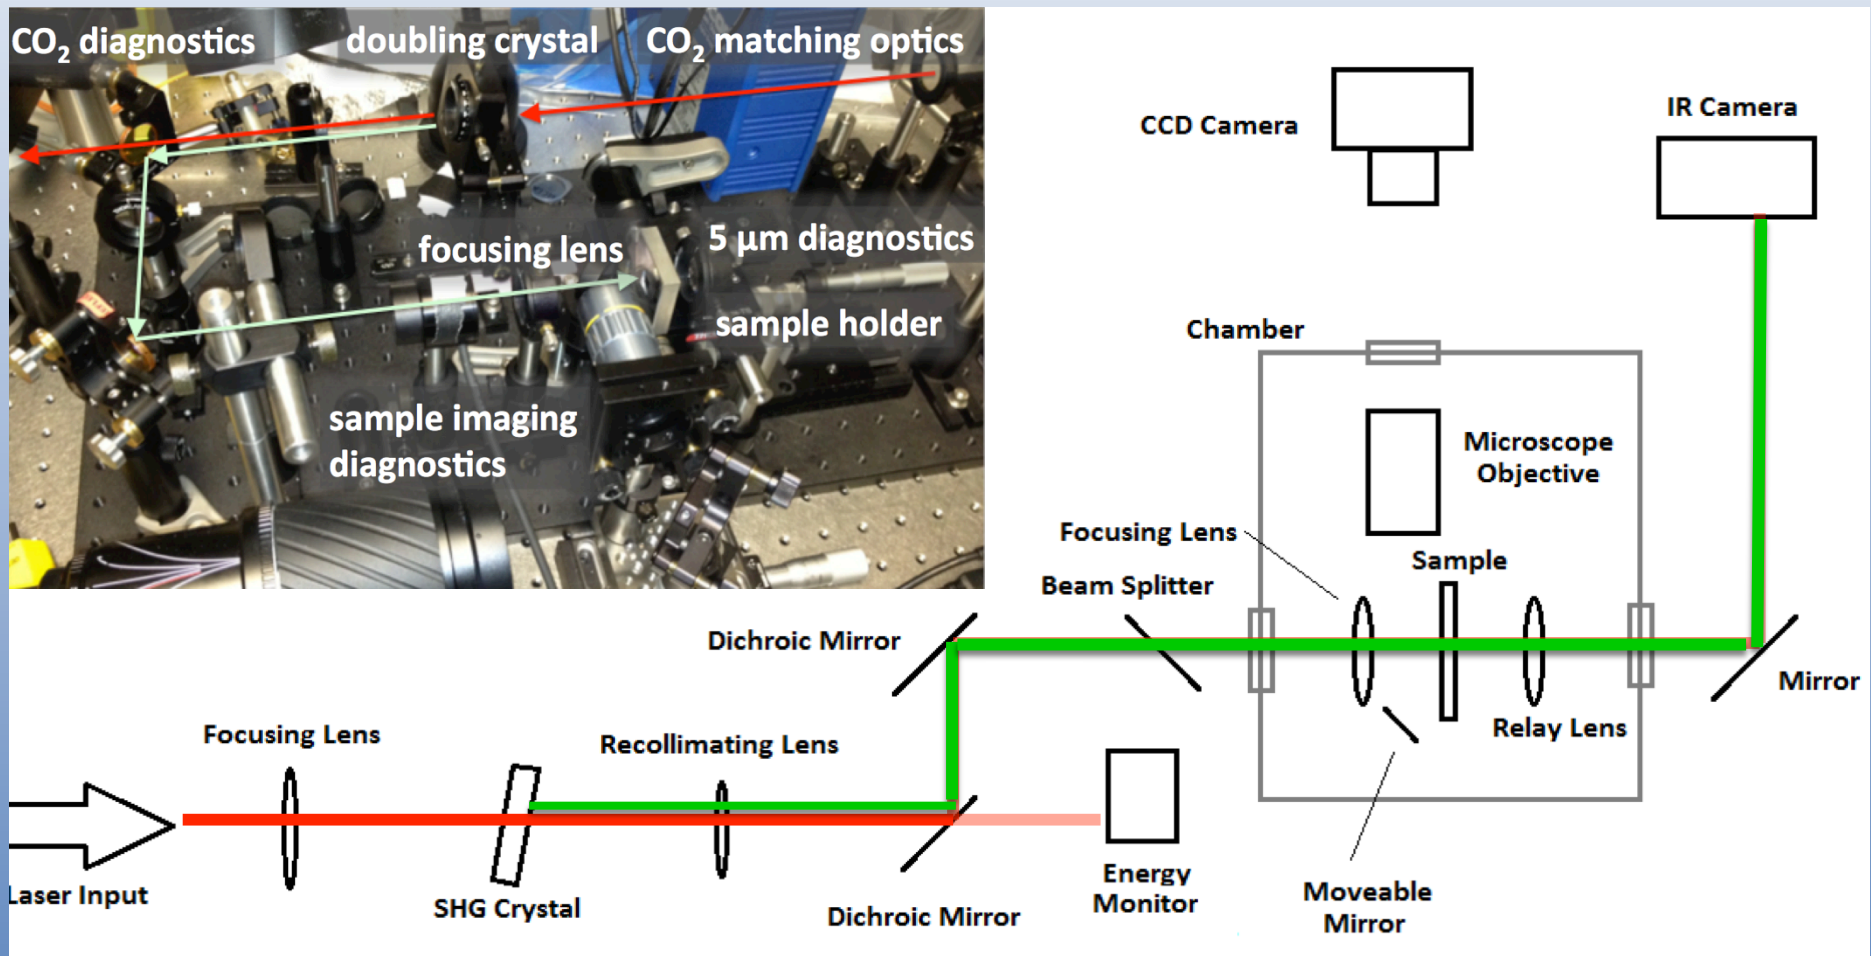 CO2 diagnostics
doubling crystal
CO2 matching optics
focusing lens
5 µm diagnostics
sample holder
sample imaging
diagnostics
CCD Camera
IR Camera
Chamber
Microscope
Objective
Focusing Lens
Sample
Beam Splitter
Dichroic Mirror
Mirror
Relay Lens
Focusing Lens
Recollimating Lens
Laser Input
SHG Crystal
Dichroic Mirror
Energy
Monitor
Moveable
Mirror